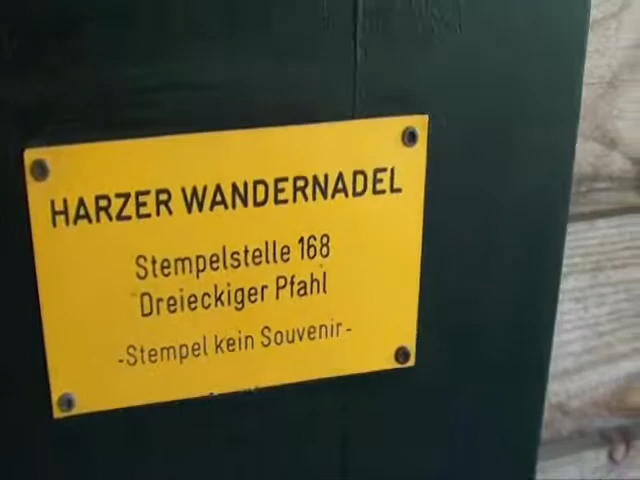 HARZER WANDERNADEL
Stempelstelle 168
Dreieckiger Pfahl
-Stempel kein Souvenir-